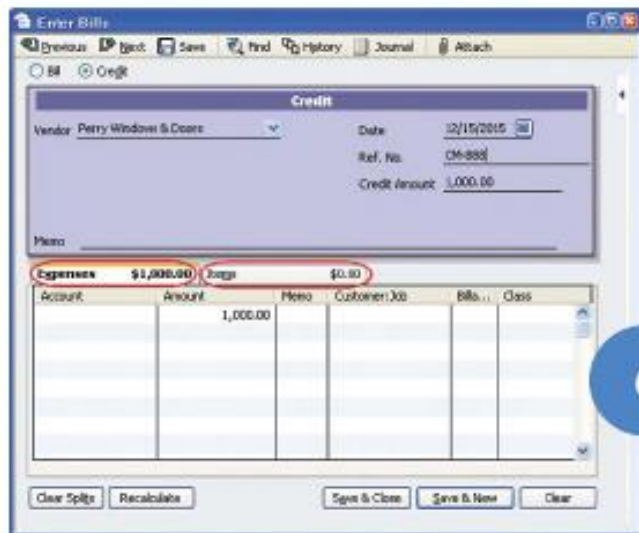 Enter Bills
Previous Next Save Find History Journal Attach
Bill Credit
Credit
Vendor Perry Windows & Doors Date 12/15/2015
Ref. No. CM-888
Credit Amount 1,000.00
Memo
Expenses $1,000.00 Items $0.00
Account Amount Memo Customer:Job Billa... Class
1,000.00
Clear Splits Recalculate Save & Close Save & New Clear